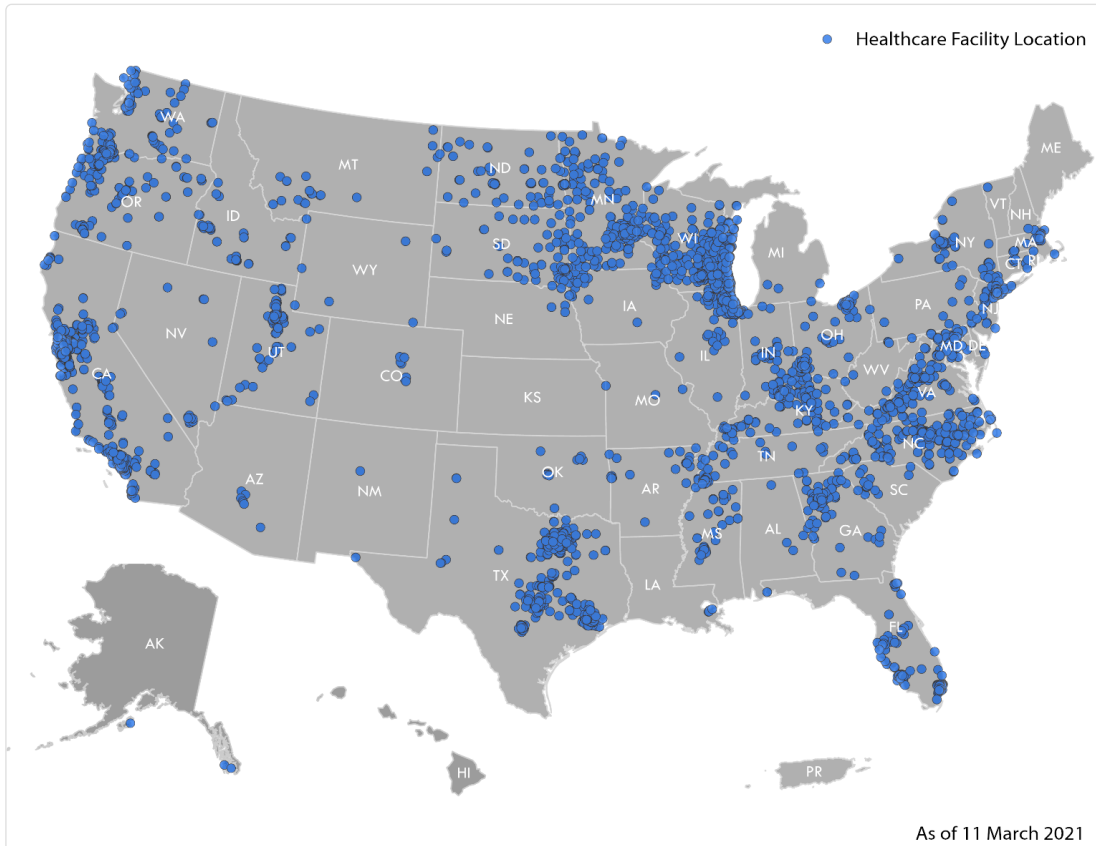 Healthcare Facility Location
WA
MT
ND
MN
ME
OR
ID
SD
WI
VT
NH
NY
MA
WY
MI
CT
RI
NE
IA
PA
NJ
NV
UT
CO
IL
IN
OH
MD
DE
CA
KS
MO
WV
VA
KY
AZ
NM
OK
AR
TN
NC
SC
TX
LA
MS
AL
GA
FL
AK
HI
PR
As of 11 March 2021